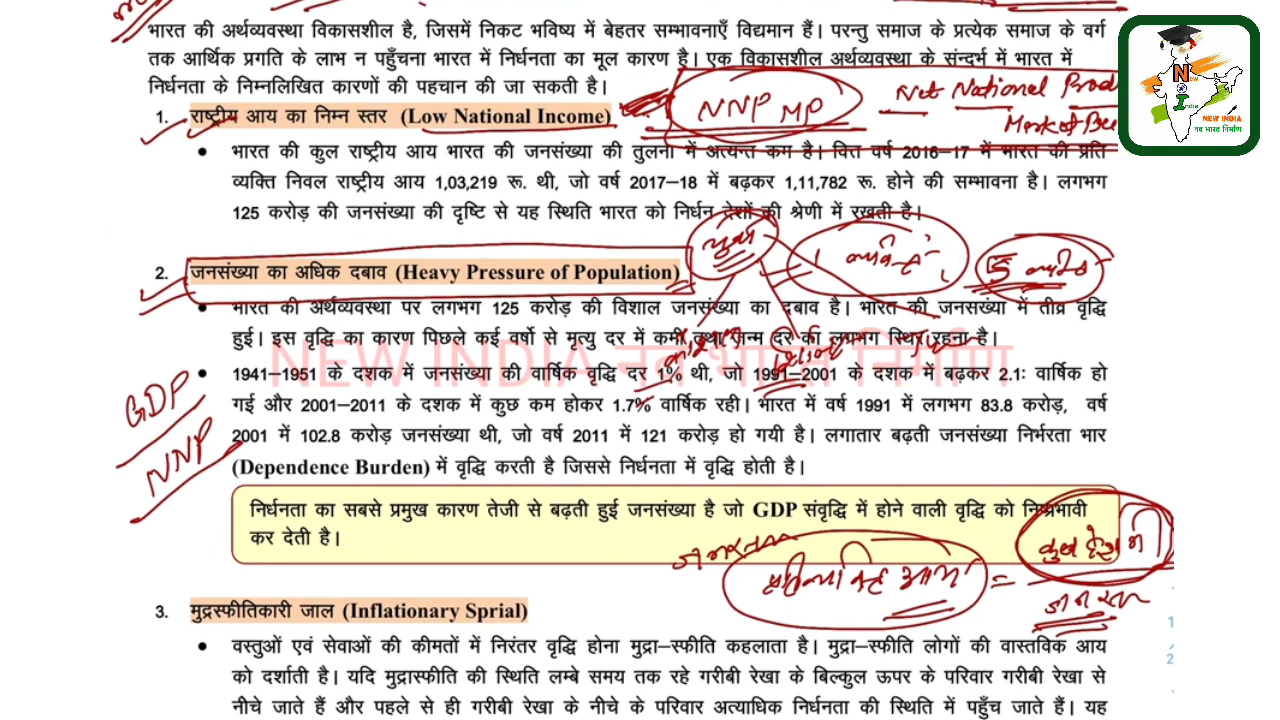 भारत की अर्थव्यवस्था विकासशील है, जिसमें निकट भविष्य में बेहतर सम्भावनाएँ विद्यमान हैं। परन्तु समाज के प्रत्येक समाज के वर्ग
तक आर्थिक प्रगति के लाभ न पहुँचना भारत में निर्धनता का मूल कारण है। एक विकासशील अर्थव्यवस्था के संदर्भ में भारत में
निर्धनता के निम्नलिखित कारणों की पहचान की जा सकती है।
NNP MP
Net National Prod
1. राष्ट्रीय आय का निम्न स्तर (Low National Income)
NEW INDIA
नव भारत निर्माण
• भारत की कुल राष्ट्रीय आय भारत की जनसंख्या की तुलना में अत्यन्त कम है। वित्त वर्ष 2016–17 में भारत की प्रति
व्यक्ति निवल राष्ट्रीय आय 1,03,219 रू. थी, जो वर्ष 2017–18 में बढ़कर 1,11,782 रू. होने की सम्भावना है। लगभग
125 करोड़ की जनसंख्या की दृष्टि से यह स्थिति भारत को निर्धन देशों की श्रेणी में रखती है।
2. जनसंख्या का अधिक दबाव (Heavy Pressure of Population)
• भारत की अर्थव्यवस्था पर लगभग 125 करोड़ की विशाल जनसंख्या का दबाव है। भारत की जनसंख्या में तीव्र वृद्धि
हुई। इस वृद्धि का कारण पिछले कई वर्षो से मृत्यु दर में कमी तथा जन्म दर का लगभग स्थिर रहना है।
NEW INDIA नव भारत निर्माण
• 1941–1951 के दशक में जनसंख्या की वार्षिक वृद्धि दर 1% थी, जो 1991–2001 के दशक में बढ़कर 2.1: वार्षिक हो
गई और 2001–2011 के दशक में कुछ कम होकर 1.7% वार्षिक रही। भारत में वर्ष 1991 में लगभग 83.8 करोड़, वर्ष
2001 में 102.8 करोड़ जनसंख्या थी, जो वर्ष 2011 में 121 करोड़ हो गयी है। लगातार बढ़ती जनसंख्या निर्भरता भार
(Dependence Burden) में वृद्धि करती है जिससे निर्धनता में वृद्धि होती है।
GDP
NNP
निर्धनता का सबसे प्रमुख कारण तेजी से बढ़ती हुई जनसंख्या है जो GDP संवृद्धि में होने वाली वृद्धि को निष्प्रभावी
कर देती है।
3. मुद्रास्फीतिकारी जाल (Inflationary Sprial)
• वस्तुओं एवं सेवाओं की कीमतों में निरंतर वृद्धि होना मुद्रा–स्फीति कहलाता है। मुद्रा–स्फीति लोगों की वास्तविक आय
को दर्शाती है। यदि मुद्रास्फीति की स्थिति लम्बे समय तक रहे गरीबी रेखा के बिल्कुल ऊपर के परिवार गरीबी रेखा से
नीचे जाते हैं और पहले से ही गरीबी रेखा के नीचे के परिवार अत्याधिक निर्धनता की स्थिति में पहुँच जाते हैं। यह